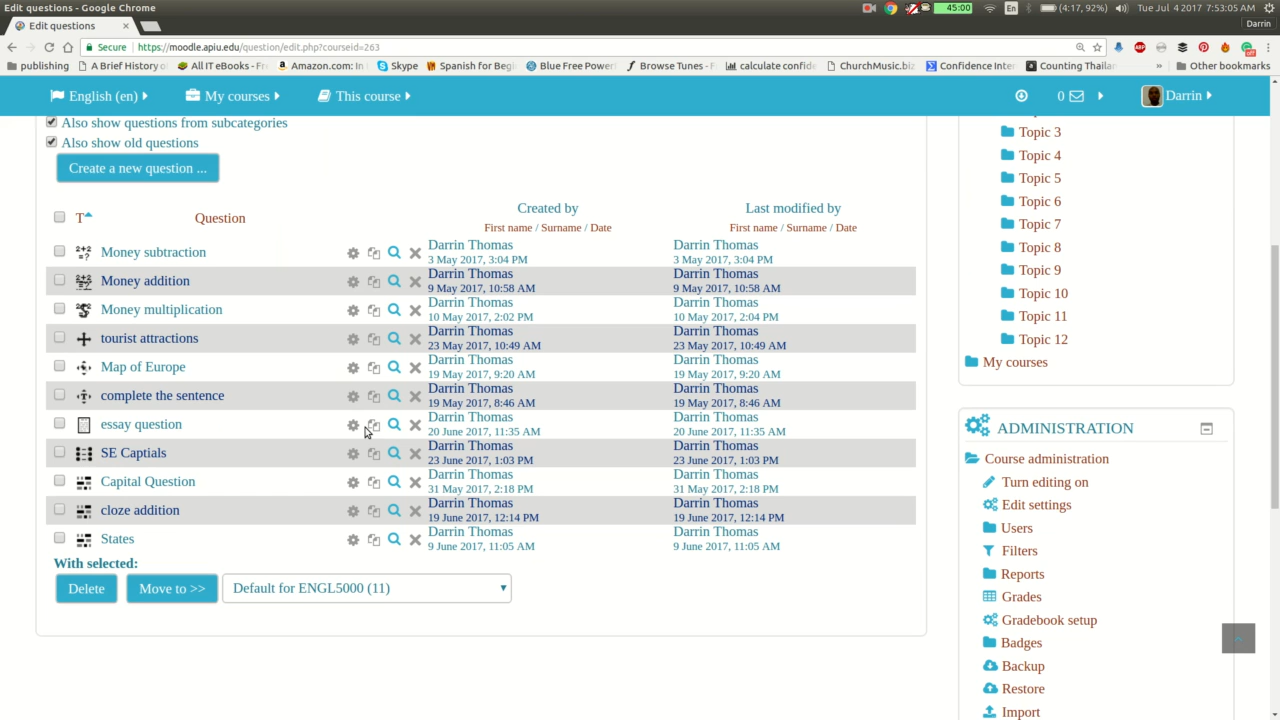 Edit questions - Google Chrome
45:00
En
(4:17, 92%)
Tue Jul 4 2017 7:53:05 AM
Edit questions
Darrin
Secure
https://moodle.apiu.edu/question/edit.php?courseid=263
publishing
A Brief History o
All IT eBooks - Fr
Amazon.com: In
Skype
Spanish for Begi
Blue Free Power
Browse Tunes - F
calculate confide
ChurchMusic.biz
Confidence Inter
Counting Thailan
»
Other bookmarks
English (en)
My courses
This course
0
Darrin
Also show questions from subcategories
Also show old questions
Create a new question ...
T
Question
Created by
First name / Surname / Date
Last modified by
First name / Surname / Date
Money subtraction
Darrin Thomas
3 May 2017, 3:04 PM
Darrin Thomas
3 May 2017, 3:04 PM
Money addition
Darrin Thomas
9 May 2017, 10:58 AM
Darrin Thomas
9 May 2017, 10:58 AM
Money multiplication
Darrin Thomas
10 May 2017, 2:02 PM
Darrin Thomas
10 May 2017, 2:04 PM
tourist attractions
Darrin Thomas
23 May 2017, 10:49 AM
Darrin Thomas
23 May 2017, 10:49 AM
Map of Europe
Darrin Thomas
19 May 2017, 9:20 AM
Darrin Thomas
19 May 2017, 9:20 AM
complete the sentence
Darrin Thomas
19 May 2017, 8:46 AM
Darrin Thomas
19 May 2017, 8:46 AM
essay question
Darrin Thomas
20 June 2017, 11:35 AM
Darrin Thomas
20 June 2017, 11:35 AM
SE Captials
Darrin Thomas
23 June 2017, 1:03 PM
Darrin Thomas
23 June 2017, 1:03 PM
Capital Question
Darrin Thomas
31 May 2017, 2:18 PM
Darrin Thomas
31 May 2017, 2:18 PM
cloze addition
Darrin Thomas
19 June 2017, 12:14 PM
Darrin Thomas
19 June 2017, 12:14 PM
States
Darrin Thomas
9 June 2017, 11:05 AM
Darrin Thomas
9 June 2017, 11:05 AM
With selected:
Delete
Move to >>
Default for ENGL5000 (11)
Topic 3
Topic 4
Topic 5
Topic 6
Topic 7
Topic 8
Topic 9
Topic 10
Topic 11
Topic 12
My courses
ADMINISTRATION
Course administration
Turn editing on
Edit settings
Users
Filters
Reports
Grades
Gradebook setup
Badges
Backup
Restore
Import